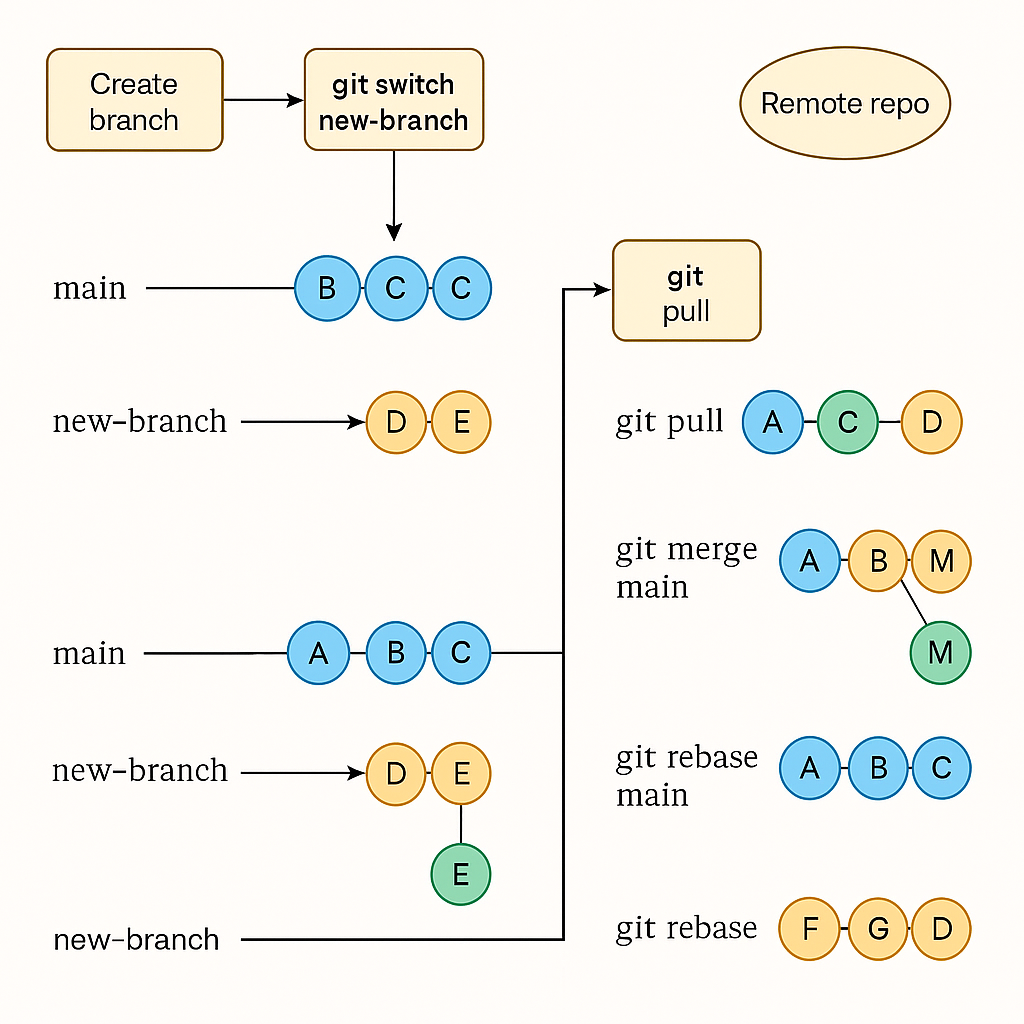 Create
branch
git switch
new-branch
Remote repo
main B C C
git
pull
new-branch D E
git pull A C D
git merge
main
A B M
M
main A B C
new-branch D E
E
git rebase
main
A B C
new-branch
git rebase F G D